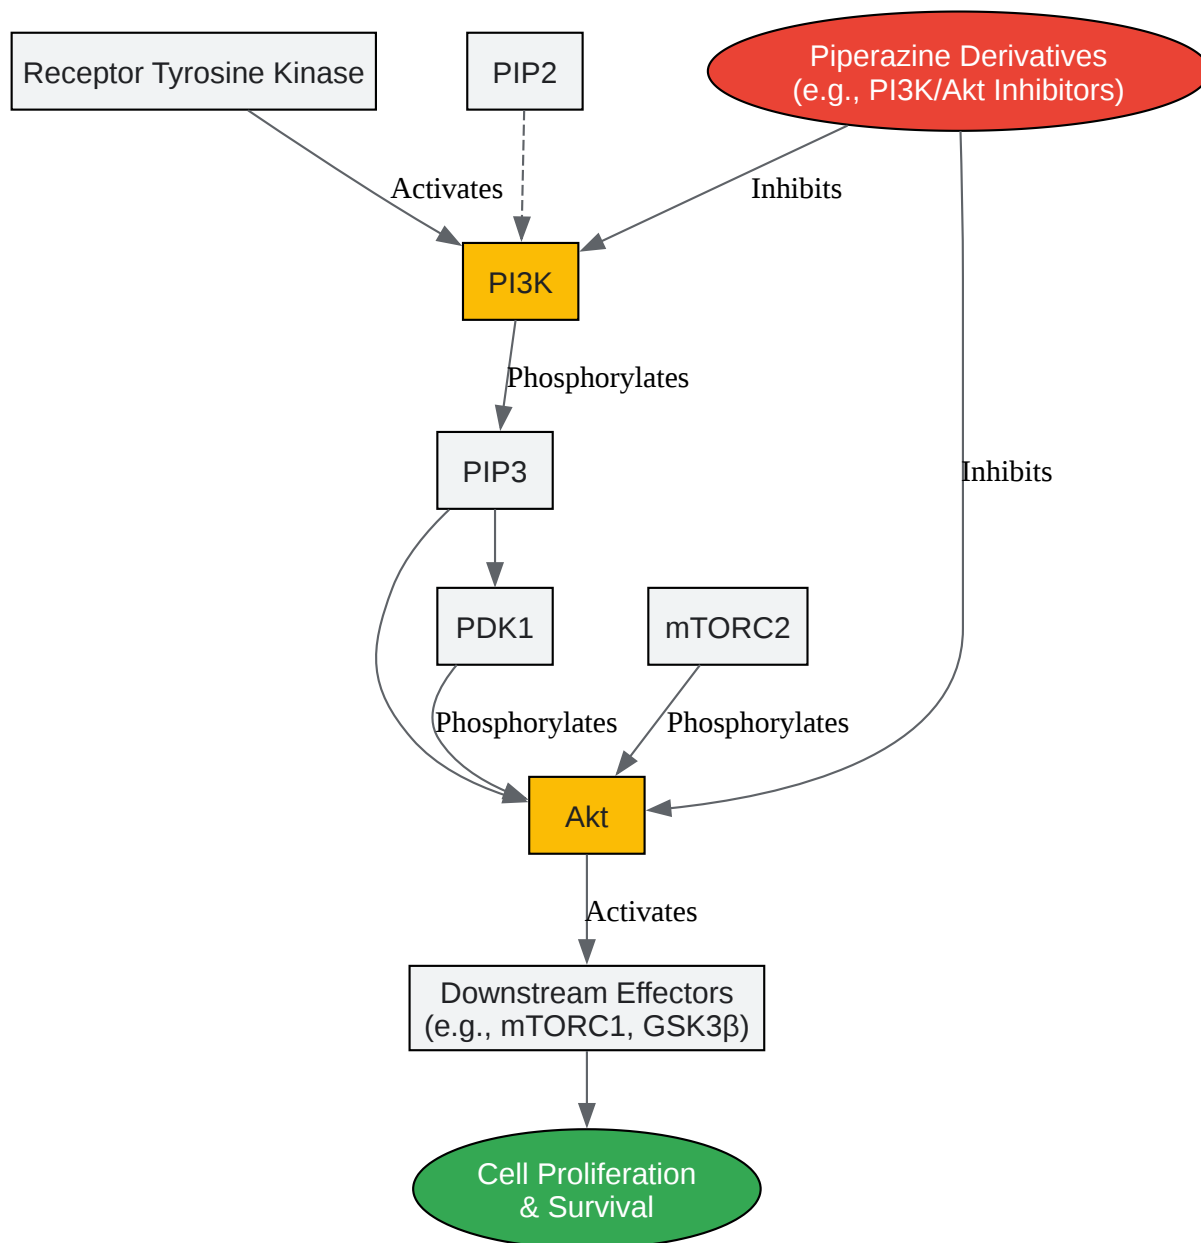 Receptor Tyrosine Kinase
PIP2
Piperazine Derivatives
(e.g., PI3K/Akt Inhibitors)
Activates
Inhibits
PI3K
Phosphorylates
PIP3
Inhibits
PDK1
mTORC2
Phosphorylates
Phosphorylates
Akt
Activates
Downstream Effectors
(e.g., mTORC1, GSK3β)
Cell Proliferation
& Survival